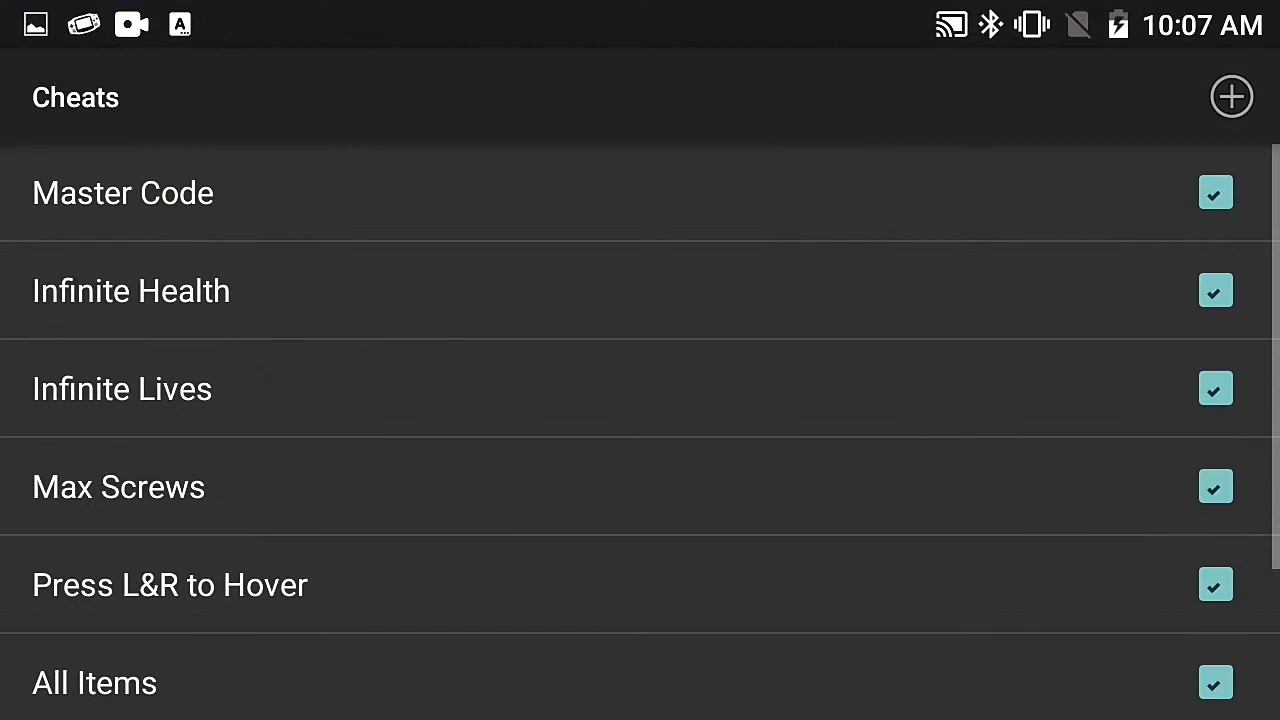 A 10:07 AM
Cheats
Master Code
Infinite Health
Infinite Lives
Max Screws
Press L&R to Hover
All Items